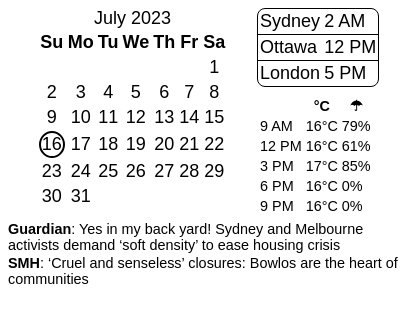 July 2023
Su Mo Tu We Th Fr Sa
1
2 3 4 5 6 7 8
9 10 11 12 13 14 15
16 17 18 19 20 21 22
23 24 25 26 27 28 29
30 31
Sydney 2 AM
Ottawa 12 PM
London 5 PM
°C ☂
9 AM 16°C 79%
12 PM 16°C 61%
3 PM 17°C 85%
6 PM 16°C 0%
9 PM 16°C 0%
Guardian: Yes in my back yard! Sydney and Melbourne
activists demand ‘soft density’ to ease housing crisis
SMH: ‘Cruel and senseless’ closures: Bowlos are the heart of
communities